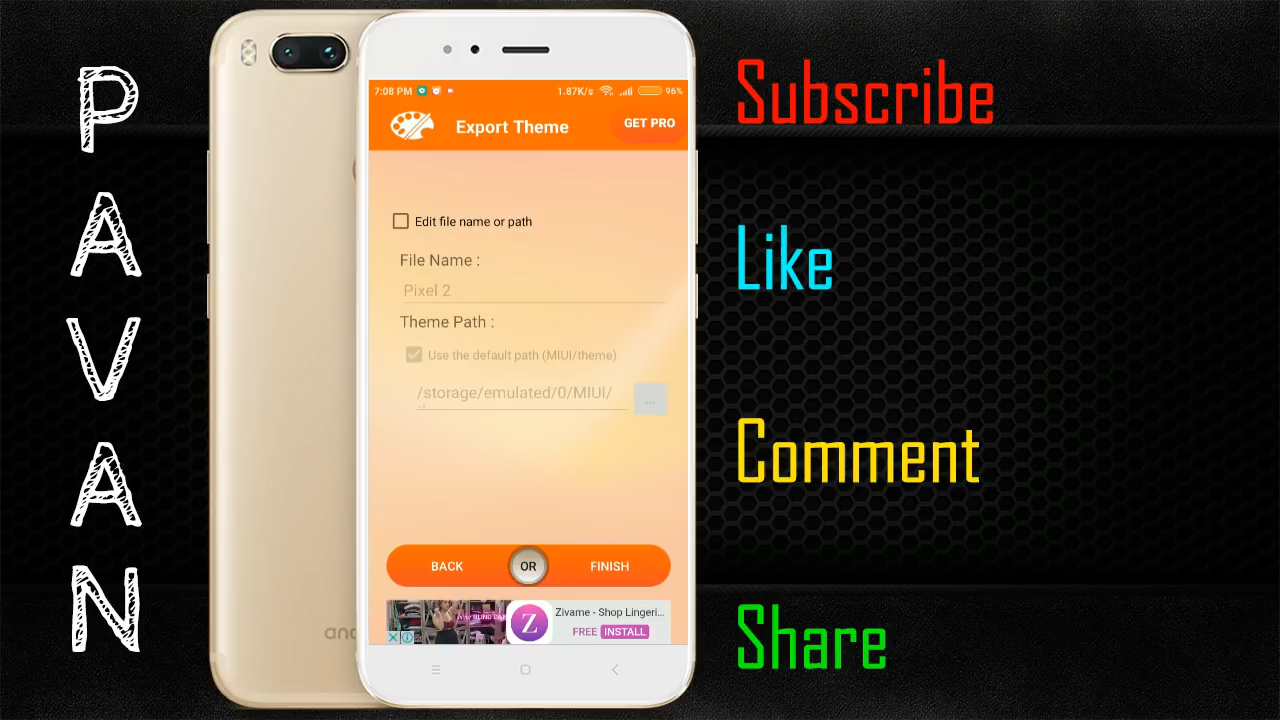 PAVAN
7:08 PM
1.87K/s
96%
Export Theme
GET PRO
Edit file name or path
File Name :
Pixel 2
Theme Path :
Use the default path (MIUI/theme)
/storage/emulated/0/MIUI/
...
BACK
OR
FINISH
Zivame - Shop Lingeri...
FREE INSTALL
Z
Subscribe
Like
Comment
Share